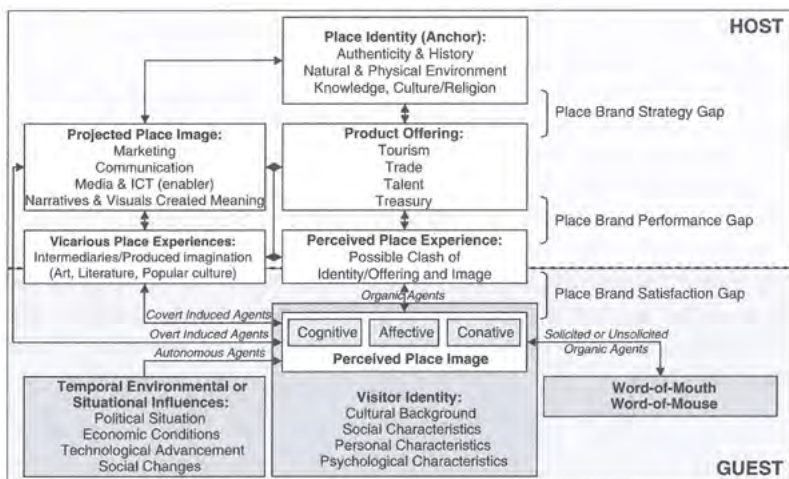 HOST
Place Identity (Anchor):
Authenticity & History
Natural & Physical Environment
Knowledge, Culture/Religion
Place Brand Strategy Gap
Projected Place Image:
Marketing
Communication
Media & ICT (enabler)
Narratives & Visuals Created Meaning
Product Offering:
Tourism
Trade
Talent
Treasury
Place Brand Performance Gap
Vicarious Place Experiences:
Intermediaries/Produced imagination
(Art, Literature, Popular culture)
Perceived Place Experience:
Possible Clash of
Identity/Offering and Image
Place Brand Satisfaction Gap
Organic Agents
Covert Induced Agents
Overt Induced Agents
Autonomous Agents
Cognitive
Affective
Conative
Perceived Place Image
Solicited or Unsolicited
Organic Agents
Temporal Environmental or
Situational Influences:
Political Situation
Economic Conditions
Technological Advancement
Social Changes
Visitor Identity:
Cultural Background
Social Characteristics
Personal Characteristics
Psychological Characteristics
Word-of-Mouth
Word-of-Mouse
GUEST